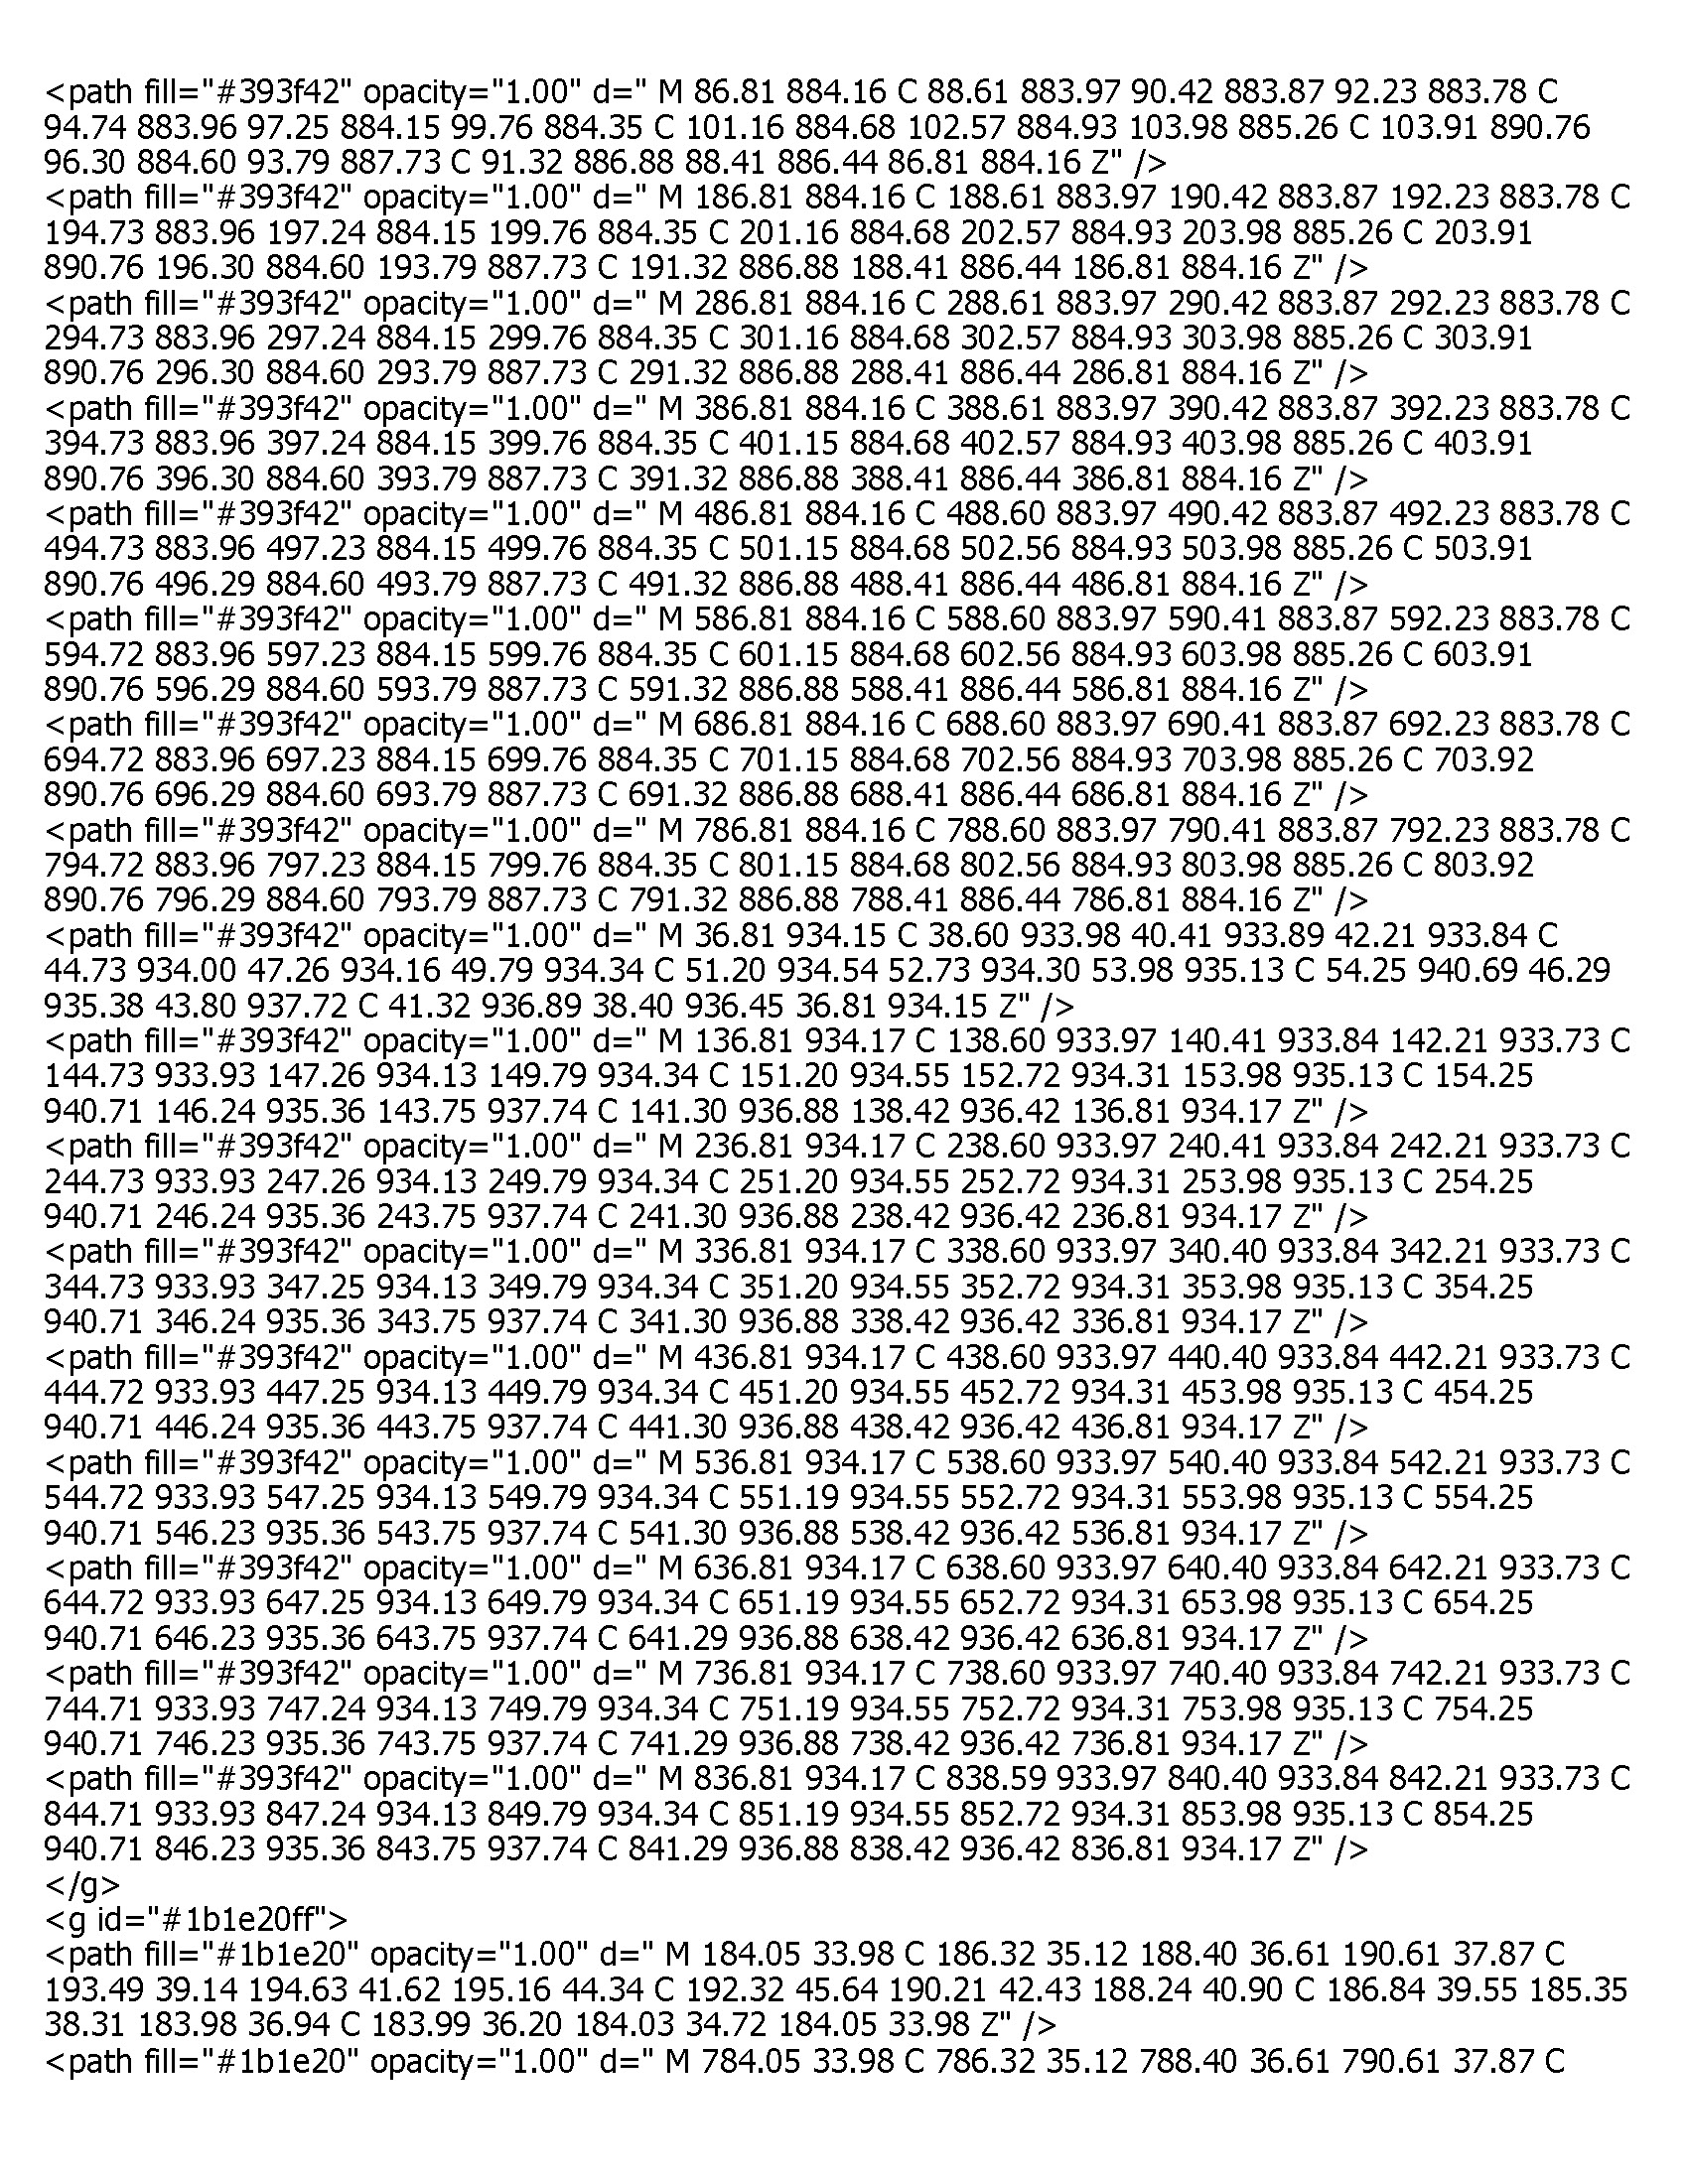 <path fill="#393f42" opacity="1.00" d=" M 86.81 884.16 C 88.61 883.97 90.42 883.87 92.23 883.78 C
94.74 883.96 97.25 884.15 99.76 884.35 C 101.16 884.68 102.57 884.93 103.98 885.26 C 103.91 890.76
96.30 884.60 93.79 887.73 C 91.32 886.88 88.41 886.44 86.81 884.16 Z" />
<path fill="#393f42" opacity="1.00" d=" M 186.81 884.16 C 188.61 883.97 190.42 883.87 192.23 883.78 C
194.73 883.96 197.24 884.15 199.76 884.35 C 201.16 884.68 202.57 884.93 203.98 885.26 C 203.91
890.76 196.30 884.60 193.79 887.73 C 191.32 886.88 188.41 886.44 186.81 884.16 Z" />
<path fill="#393f42" opacity="1.00" d=" M 286.81 884.16 C 288.61 883.97 290.42 883.87 292.23 883.78 C
294.73 883.96 297.24 884.15 299.76 884.35 C 301.16 884.68 302.57 884.93 303.98 885.26 C 303.91
890.76 296.30 884.60 293.79 887.73 C 291.32 886.88 288.41 886.44 286.81 884.16 Z" />
<path fill="#393f42" opacity="1.00" d=" M 386.81 884.16 C 388.61 883.97 390.42 883.87 392.23 883.78 C
394.73 883.96 397.24 884.15 399.76 884.35 C 401.15 884.68 402.57 884.93 403.98 885.26 C 403.91
890.76 396.30 884.60 393.79 887.73 C 391.32 886.88 388.41 886.44 386.81 884.16 Z" />
<path fill="#393f42" opacity="1.00" d=" M 486.81 884.16 C 488.60 883.97 490.42 883.87 492.23 883.78 C
494.73 883.96 497.23 884.15 499.76 884.35 C 501.15 884.68 502.56 884.93 503.98 885.26 C 503.91
890.76 496.29 884.60 493.79 887.73 C 491.32 886.88 488.41 886.44 486.81 884.16 Z" />
<path fill="#393f42" opacity="1.00" d=" M 586.81 884.16 C 588.60 883.97 590.41 883.87 592.23 883.78 C
594.72 883.96 597.23 884.15 599.76 884.35 C 601.15 884.68 602.56 884.93 603.98 885.26 C 603.91
890.76 596.29 884.60 593.79 887.73 C 591.32 886.88 588.41 886.44 586.81 884.16 Z" />
<path fill="#393f42" opacity="1.00" d=" M 686.81 884.16 C 688.60 883.97 690.41 883.87 692.23 883.78 C
694.72 883.96 697.23 884.15 699.76 884.35 C 701.15 884.68 702.56 884.93 703.98 885.26 C 703.92
890.76 696.29 884.60 693.79 887.73 C 691.32 886.88 688.41 886.44 686.81 884.16 Z" />
<path fill="#393f42" opacity="1.00" d=" M 786.81 884.16 C 788.60 883.97 790.41 883.87 792.23 883.78 C
794.72 883.96 797.23 884.15 799.76 884.35 C 801.15 884.68 802.56 884.93 803.98 885.26 C 803.92
890.76 796.29 884.60 793.79 887.73 C 791.32 886.88 788.41 886.44 786.81 884.16 Z" />
<path fill="#393f42" opacity="1.00" d=" M 36.81 934.15 C 38.60 933.98 40.41 933.89 42.21 933.84 C
44.73 934.00 47.26 934.16 49.79 934.34 C 51.20 934.54 52.73 934.30 53.98 935.13 C 54.25 940.69 46.29
935.38 43.80 937.72 C 41.32 936.89 38.40 936.45 36.81 934.15 Z" />
<path fill="#393f42" opacity="1.00" d=" M 136.81 934.17 C 138.60 933.97 140.41 933.84 142.21 933.73 C
144.73 933.93 147.26 934.13 149.79 934.34 C 151.20 934.55 152.72 934.31 153.98 935.13 C 154.25
940.71 146.24 935.36 143.75 937.74 C 141.30 936.88 138.42 936.42 136.81 934.17 Z" />
<path fill="#393f42" opacity="1.00" d=" M 236.81 934.17 C 238.60 933.97 240.41 933.84 242.21 933.73 C
244.73 933.93 247.26 934.13 249.79 934.34 C 251.20 934.55 252.72 934.31 253.98 935.13 C 254.25
940.71 246.24 935.36 243.75 937.74 C 241.30 936.88 238.42 936.42 236.81 934.17 Z" />
<path fill="#393f42" opacity="1.00" d=" M 336.81 934.17 C 338.60 933.97 340.40 933.84 342.21 933.73 C
344.73 933.93 347.25 934.13 349.79 934.34 C 351.20 934.55 352.72 934.31 353.98 935.13 C 354.25
940.71 346.24 935.36 343.75 937.74 C 341.30 936.88 338.42 936.42 336.81 934.17 Z" />
<path fill="#393f42" opacity="1.00" d=" M 436.81 934.17 C 438.60 933.97 440.40 933.84 442.21 933.73 C
444.72 933.93 447.25 934.13 449.79 934.34 C 451.20 934.55 452.72 934.31 453.98 935.13 C 454.25
940.71 446.24 935.36 443.75 937.74 C 441.30 936.88 438.42 936.42 436.81 934.17 Z" />
<path fill="#393f42" opacity="1.00" d=" M 536.81 934.17 C 538.60 933.97 540.40 933.84 542.21 933.73 C
544.72 933.93 547.25 934.13 549.79 934.34 C 551.19 934.55 552.72 934.31 553.98 935.13 C 554.25
940.71 546.23 935.36 543.75 937.74 C 541.30 936.88 538.42 936.42 536.81 934.17 Z" />
<path fill="#393f42" opacity="1.00" d=" M 636.81 934.17 C 638.60 933.97 640.40 933.84 642.21 933.73 C
644.72 933.93 647.25 934.13 649.79 934.34 C 651.19 934.55 652.72 934.31 653.98 935.13 C 654.25
940.71 646.23 935.36 643.75 937.74 C 641.29 936.88 638.42 936.42 636.81 934.17 Z" />
<path fill="#393f42" opacity="1.00" d=" M 736.81 934.17 C 738.60 933.97 740.40 933.84 742.21 933.73 C
744.71 933.93 747.24 934.13 749.79 934.34 C 751.19 934.55 752.72 934.31 753.98 935.13 C 754.25
940.71 746.23 935.36 743.75 937.74 C 741.29 936.88 738.42 936.42 736.81 934.17 Z" />
<path fill="#393f42" opacity="1.00" d=" M 836.81 934.17 C 838.59 933.97 840.40 933.84 842.21 933.73 C
844.71 933.93 847.24 934.13 849.79 934.34 C 851.19 934.55 852.72 934.31 853.98 935.13 C 854.25
940.71 846.23 935.36 843.75 937.74 C 841.29 936.88 838.42 936.42 836.81 934.17 Z" />
</g>
<g id="#1b1e20ff">
<path fill="#1b1e20" opacity="1.00" d=" M 184.05 33.98 C 186.32 35.12 188.40 36.61 190.61 37.87 C
193.49 39.14 194.63 41.62 195.16 44.34 C 192.32 45.64 190.21 42.43 188.24 40.90 C 186.84 39.55 185.35
38.31 183.98 36.94 C 183.99 36.20 184.03 34.72 184.05 33.98 Z" />
<path fill="#1b1e20" opacity="1.00" d=" M 784.05 33.98 C 786.32 35.12 788.40 36.61 790.61 37.87 C